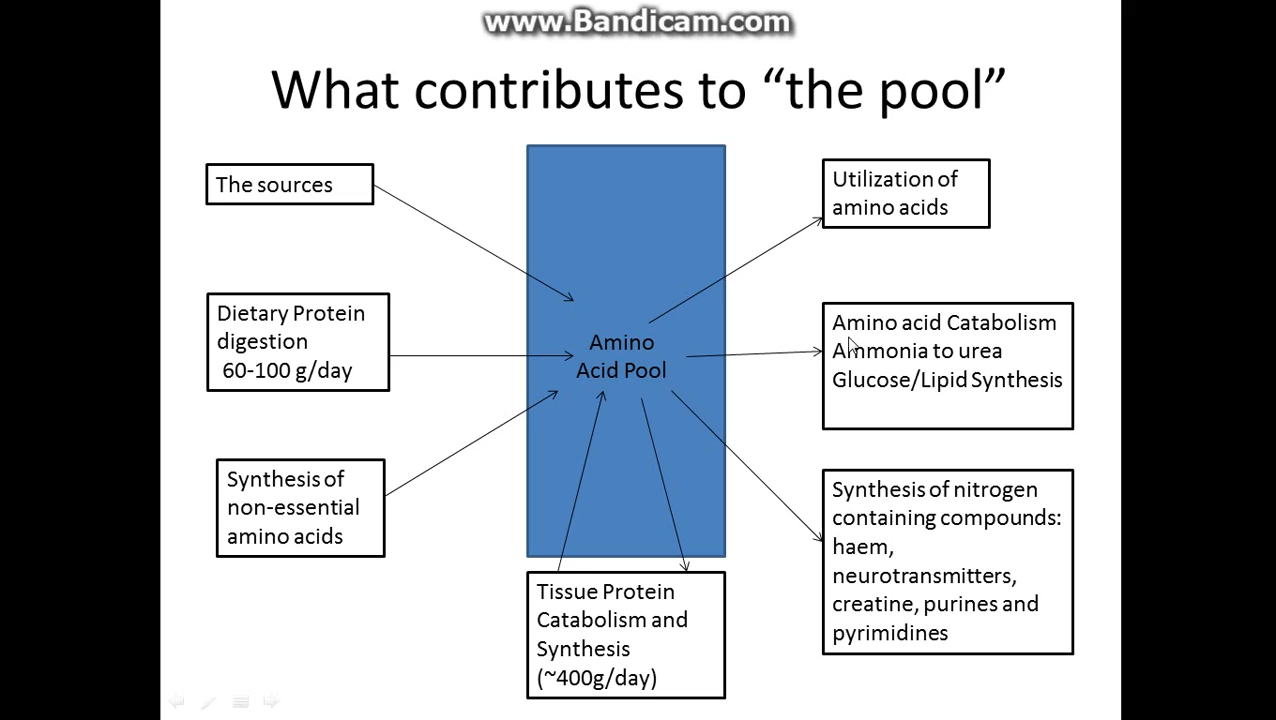 www.Bandicam.com
What contributes to “the pool”
The sources
Dietary Protein
digestion
60-100 g/day
Synthesis of
non-essential
amino acids
Amino
Acid Pool
Tissue Protein
Catabolism and
Synthesis
(~400g/day)
Utilization of
amino acids
Amino acid Catabolism
Ammonia to urea
Glucose/Lipid Synthesis
Synthesis of nitrogen
containing compounds:
haem,
neurotransmitters,
creatine, purines and
pyrimidines